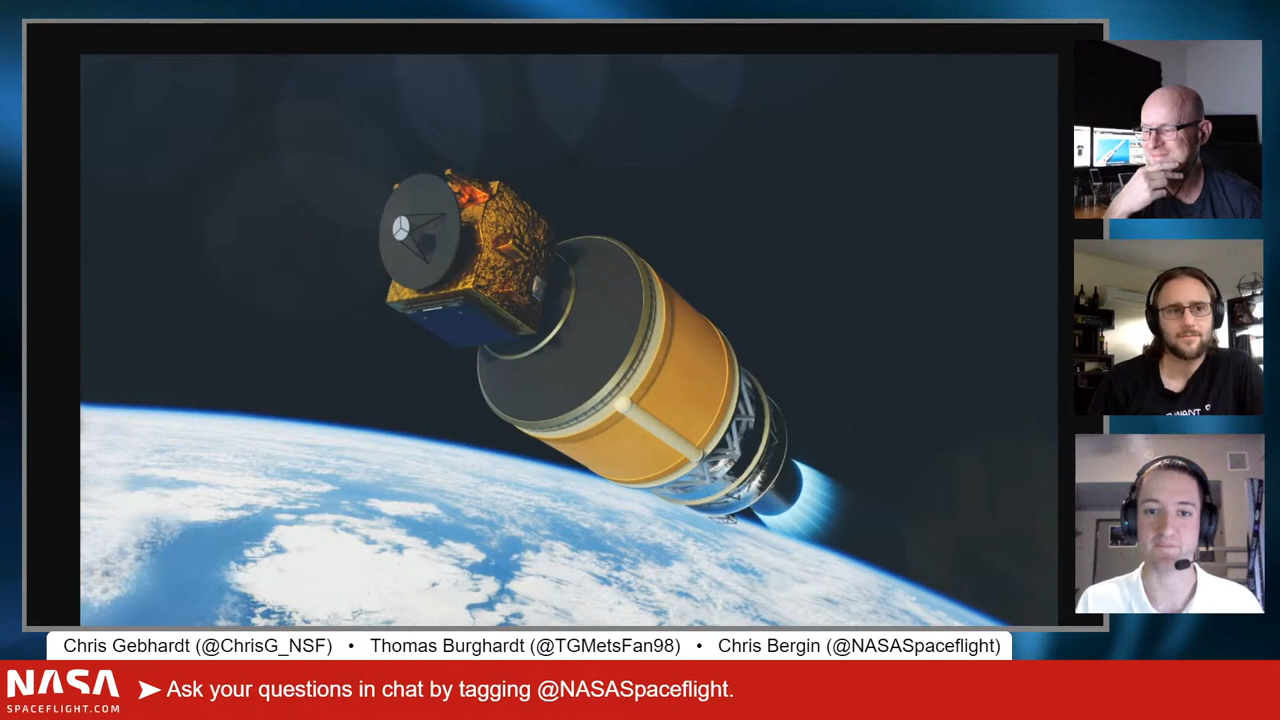 WANT
Chris Gebhardt (@ChrisG_NSF) • Thomas Burghardt (@TGMetsFan98) • Chris Bergin (@NASASpaceflight)
NASA
SPACEFLIGHT.COM
Ask your questions in chat by tagging @NASASpaceflight.